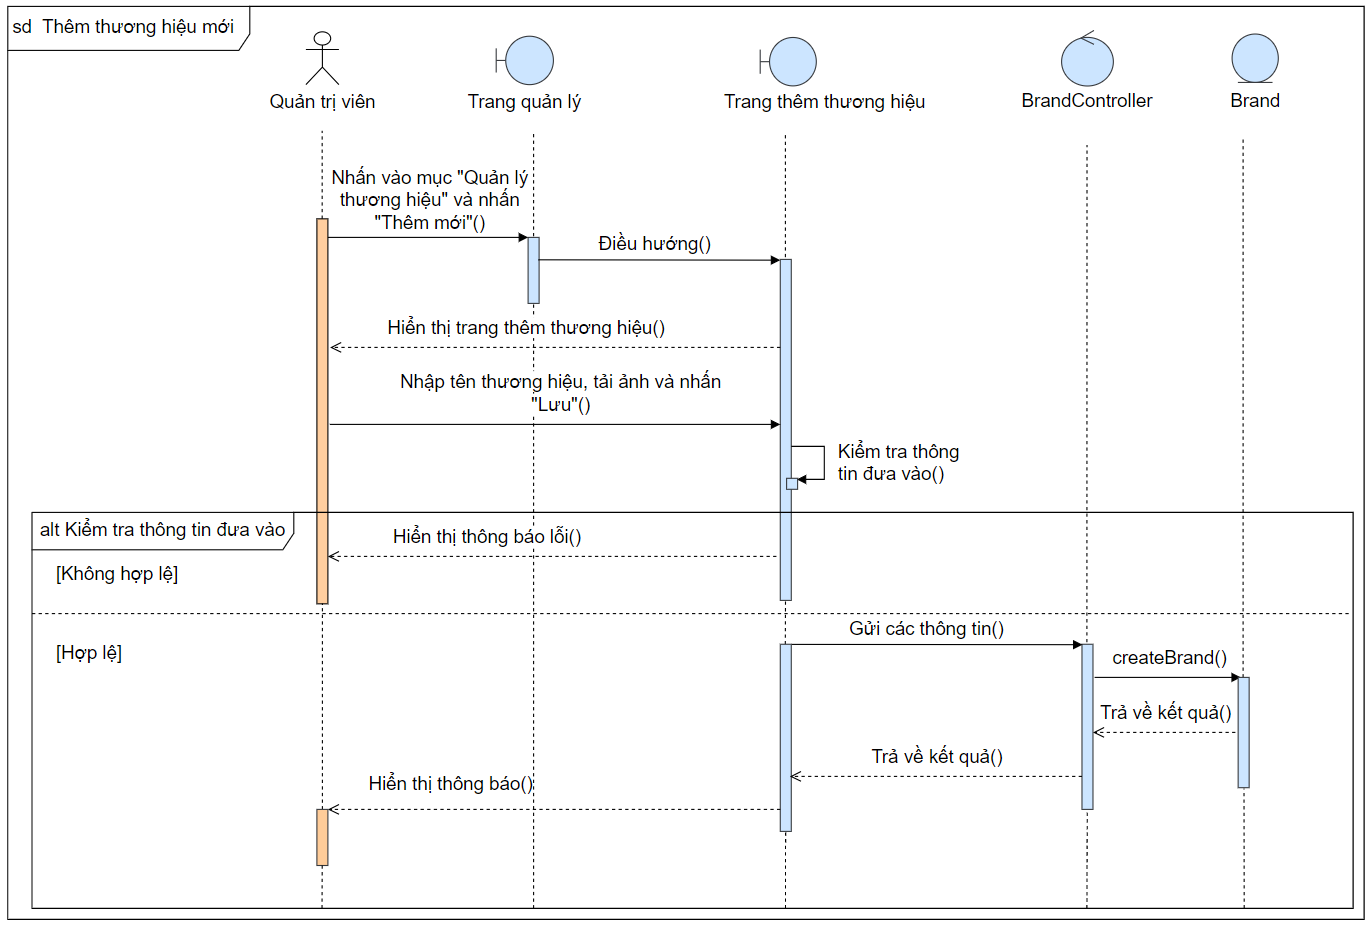 sd  Thêm thương hiệu mới
Quản trị viên
Trang quản lý
Trang thêm thương hiệu
BrandController
Brand
Nhấn vào mục "Quản lý
thương hiệu" và nhấn
"Thêm mới"()
Điều hướng()
Hiển thị trang thêm thương hiệu()
Nhập tên thương hiệu, tải ảnh và nhấn
"Lưu"()
Kiểm tra thông
tin đưa vào()
alt Kiểm tra thông tin đưa vào
Hiển thị thông báo lỗi()
[Không hợp lệ]
Gửi các thông tin()
[Hợp lệ]
createBrand()
Trả về kết quả()
Trả về kết quả()
Hiển thị thông báo()